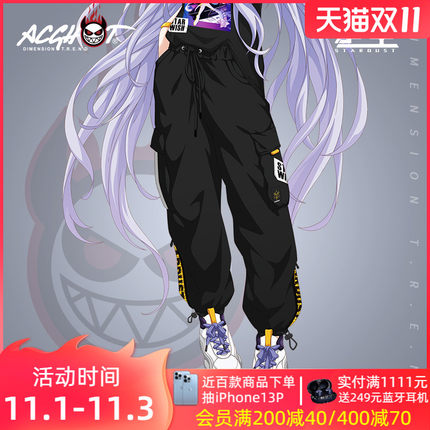 ACGHOT
DIMENSION T.R.E.N.D
天猫双11
STARDUST
STAR
WISH
DIMENSION T.R.E.N
活动时间
11.1-11.3
近百款商品下单
抽iPhone13P
实付满1111元
送249元蓝牙耳机
会员满200减40/400减70